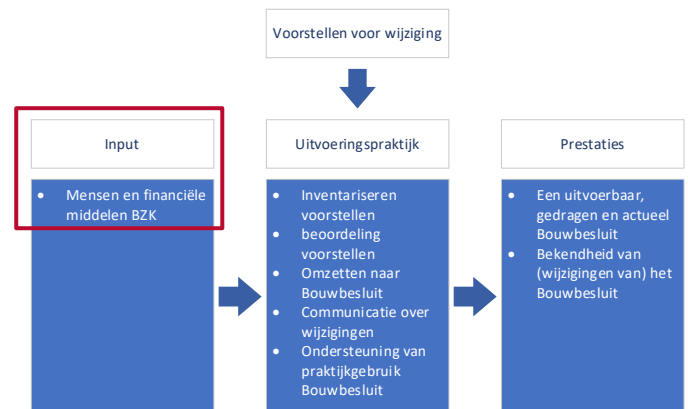 Voorstellen voor wijziging
Input
Uitvoeringspraktijk
Prestaties
• Mensen en financiële
middelen BZK
• Inventariseren
voorstellen
• beoordeling
voorstellen
• Omzetten naar
Bouwbesluit
• Communicatie over
wijzigingen
• Ondersteuning van
praktijkgebruik
Bouwbesluit
• Een uitvoerbaar,
gedragen en actueel
Bouwbesluit
• Bekendheid van
(wijzigingen van) het
Bouwbesluit